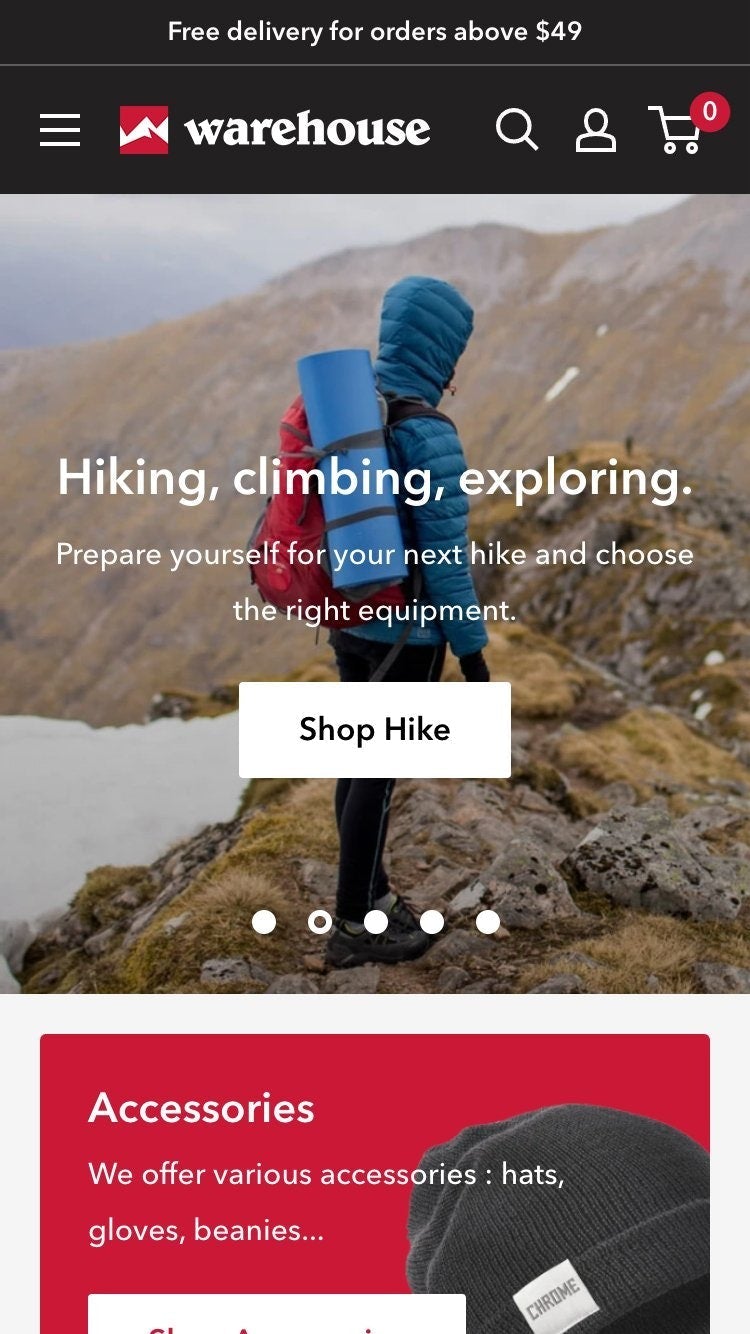 Free delivery for orders above $49
warehouse
0
Hiking, climbing, exploring.
Prepare yourself for your next hike and choose
the right equipment.
Shop Hike
Accessories
We offer various accessories : hats,
gloves, beanies...
CHROME